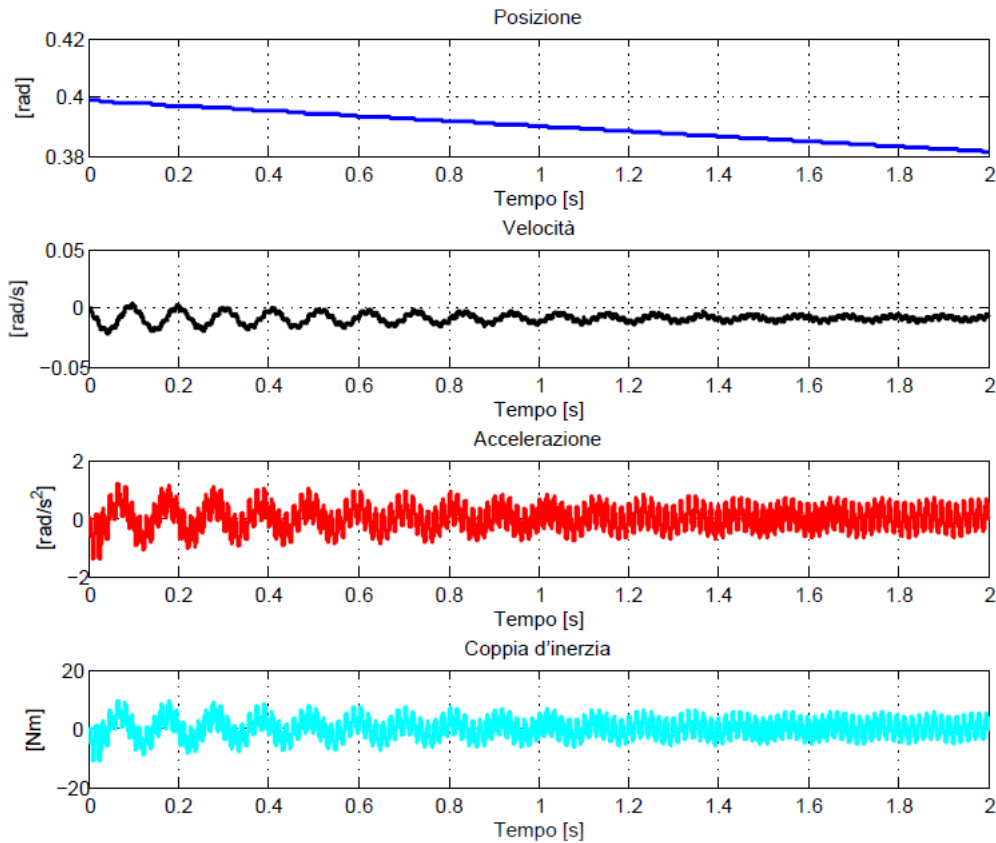 Posizione
0.42
0.4
0.38
[rad]
0 0.2 0.4 0.6 0.8 1 1.2 1.4 1.6 1.8 2
Tempo [s]
Velocità
0.05
0
−0.05
[rad/s]
0 0.2 0.4 0.6 0.8 1 1.2 1.4 1.6 1.8 2
Tempo [s]
Accelerazione
2
0
−2
[rad/s²]
0 0.2 0.4 0.6 0.8 1 1.2 1.4 1.6 1.8 2
Tempo [s]
Coppia d'inerzia
20
0
−20
[Nm]
0 0.2 0.4 0.6 0.8 1 1.2 1.4 1.6 1.8 2
Tempo [s]